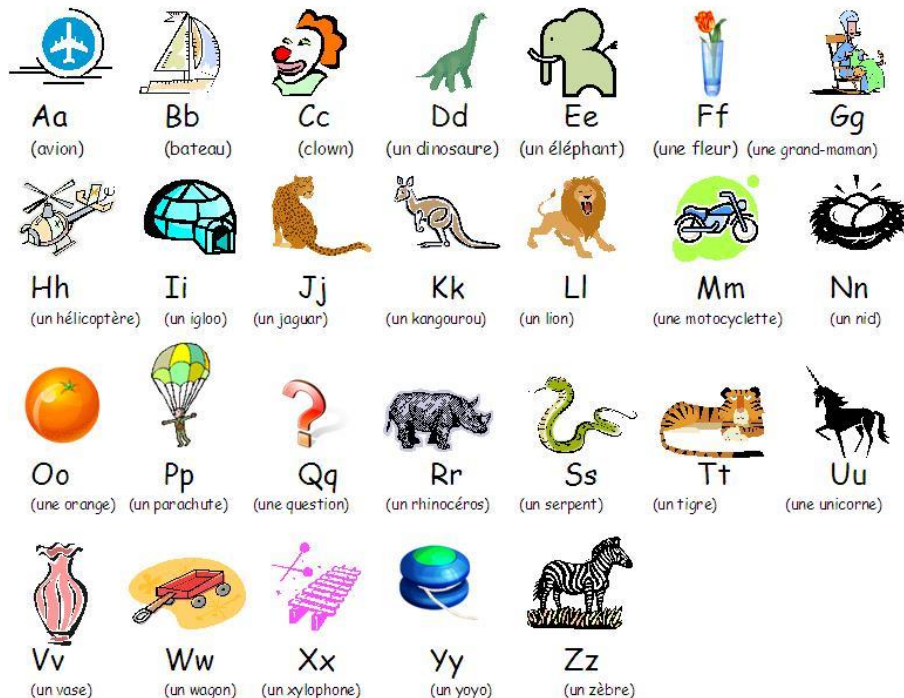 Aa Bb Cc Dd Ee Ff Gg
(avion) (bateau) (clown) (un dinosaure) (un éléphant) (une fleur) (une grand-maman)
Hh Ii Jj Kk Ll Mm Nn
(un hélicoptère) (un igloo) (un jaguar) (un kangourou) (un lion) (une motocyclette) (un nid)
Oo Pp Qq Rr Ss Tt Uu
(une orange) (un parachute) (une question) (un rhinocéros) (un serpent) (un tigre) (une unicorne)
Vv Ww Xx Yy Zz
(un vase) (un wagon) (un xylophone) (un yoyo) (un zèbre)